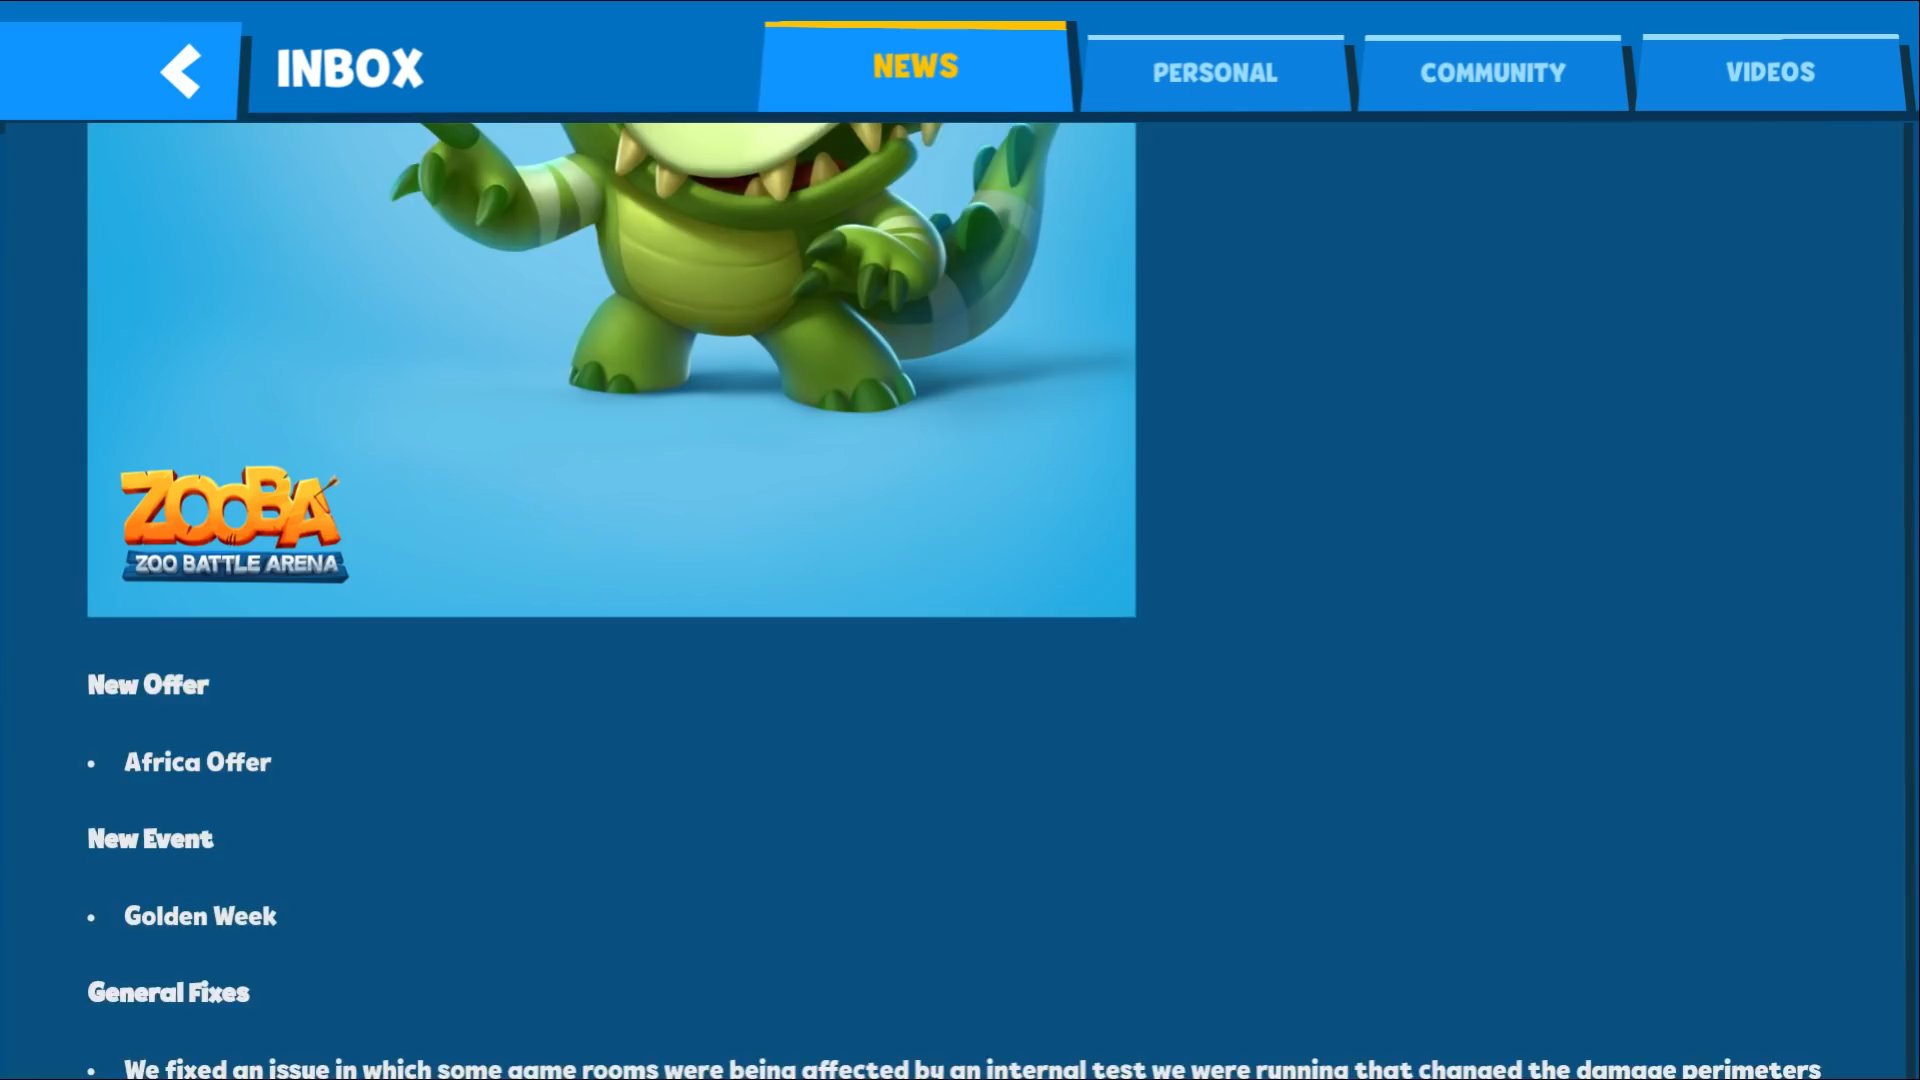 INBOX
NEWS
PERSONAL
COMMUNITY
VIDEOS
ZOOBA
ZOO BATTLE ARENA
New Offer
• Africa Offer
New Event
• Golden Week
General Fixes
• We fixed an issue in which some game rooms were being affected by an internal test we were running that changed the damage perimeters